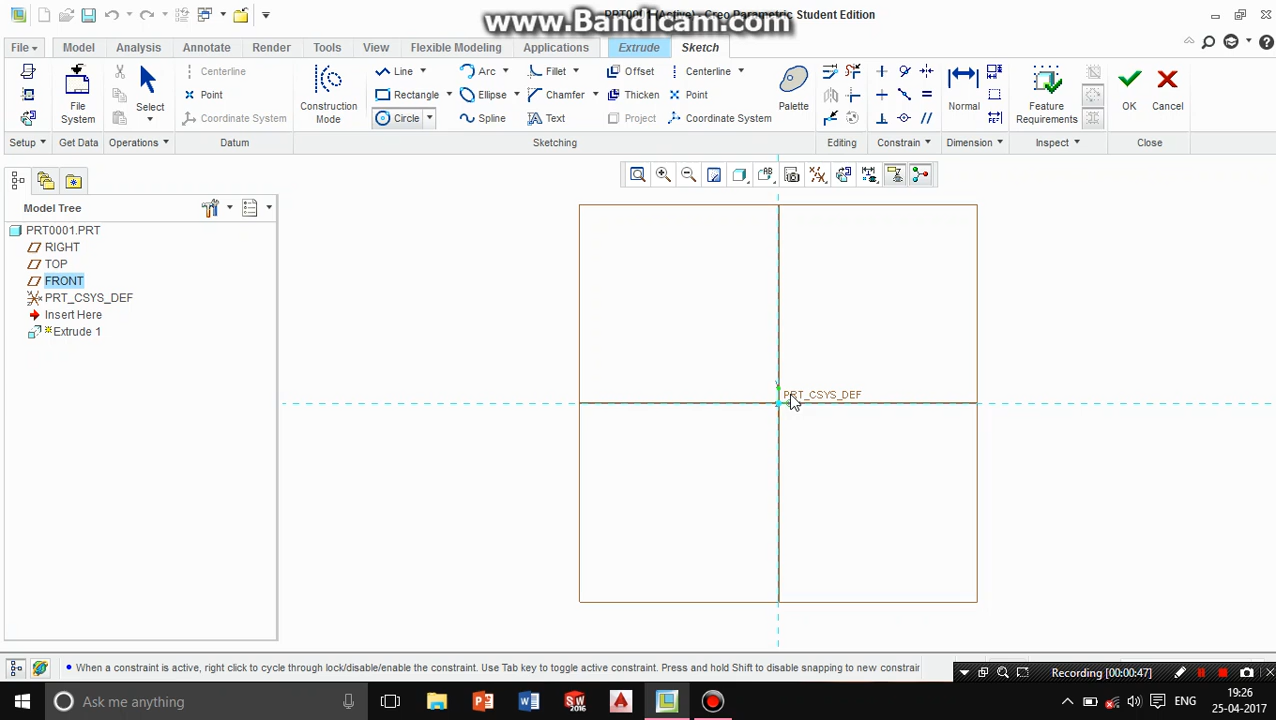 www.Bandicam.com
Creo Parametric Student Edition
File
Model
Analysis
Annotate
Render
Tools
View
Flexible Modeling
Applications
Extrude
Sketch
File
System
Select
Centerline
Point
Coordinate System
Construction
Mode
Line
Arc
Fillet
Offset
Centerline
Rectangle
Ellipse
Chamfer
Thicken
Point
Circle
Spline
Text
Project
Coordinate System
Palette
Normal
Feature
Requirements
OK
Cancel
Setup
Get Data
Operations
Datum
Sketching
Editing
Constrain
Dimension
Inspect
Close
Model Tree
PRT0001.PRT
RIGHT
TOP
FRONT
PRT_CSYS_DEF
Insert Here
Extrude 1
PRT_CSYS_DEF
When a constraint is active, right click to cycle through lock/disable/enable the constraint. Use Tab key to toggle active constraint. Press and hold Shift to disable snapping to new constrain
Recording [00:00:47]
Ask me anything
ENG
19:26
25-04-2017